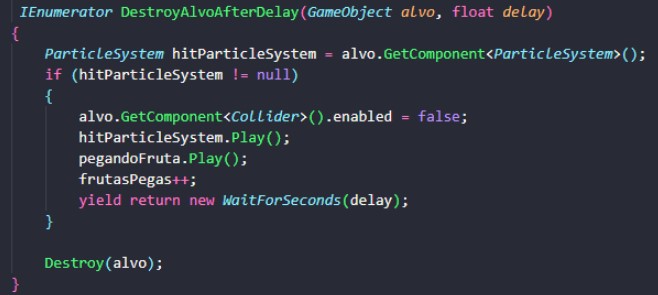 IEnumerator DestroyAlvoAfterDelay(GameObject alvo, float delay)
{
ParticleSystem hitParticleSystem = alvo.GetComponent<ParticleSystem>();
if (hitParticleSystem != null)
{
alvo.GetComponent<Collider>().enabled = false;
hitParticleSystem.Play();
pegandoFruta.Play();
frutasPegas++;
yield return new WaitForSeconds(delay);
}
Destroy(alvo);
}